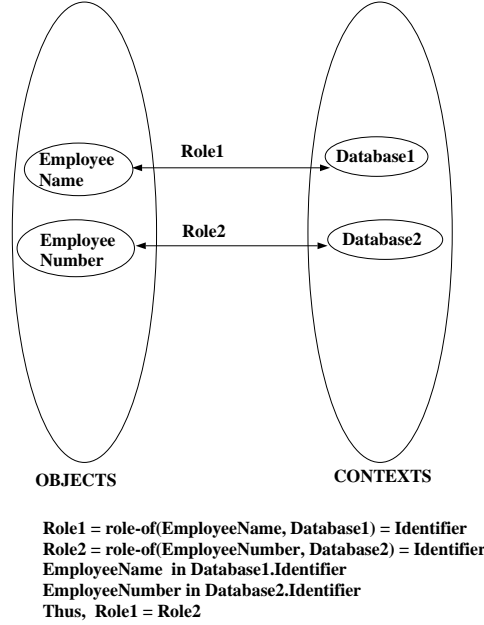 Employee
Name
Role1
Database1
Employee
Number
Role2
Database2
OBJECTS
CONTEXTS
Role1 = role-of(EmployeeName, Database1) = Identifier
Role2 = role-of(EmployeeNumber, Database2) = Identifier
EmployeeName in Database1.Identifier
EmployeeNumber in Database2.Identifier
Thus, Role1 = Role2